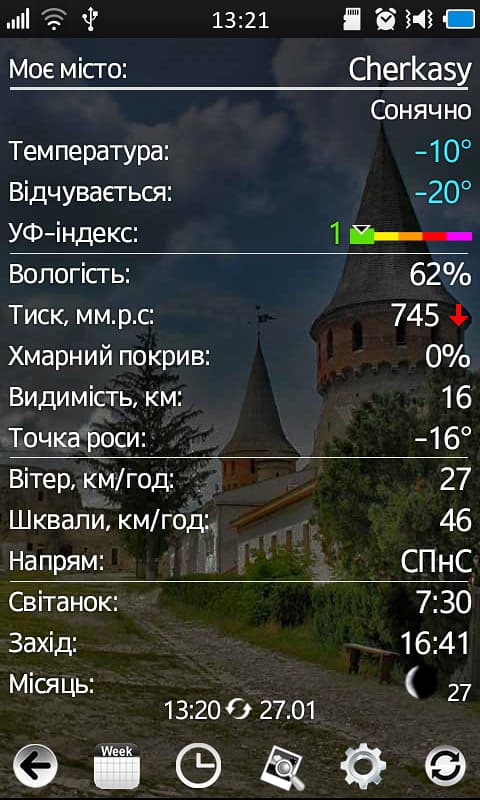 13:21
Моє місто: Cherkasy
Сонячно
Температура: -10°
Відчувається: -20°
УФ-індекс: 1
Вологість: 62%
Тиск, мм.р.с: 745
Хмарний покрив: 0%
Видимість, км: 16
Точка роси: -16°
Вітер, км/год: 27
Шквали, км/год: 46
Напрям: СПнС
Світанок: 7:30
Захід: 16:41
Місяць: 27
13:20 27.01
Week